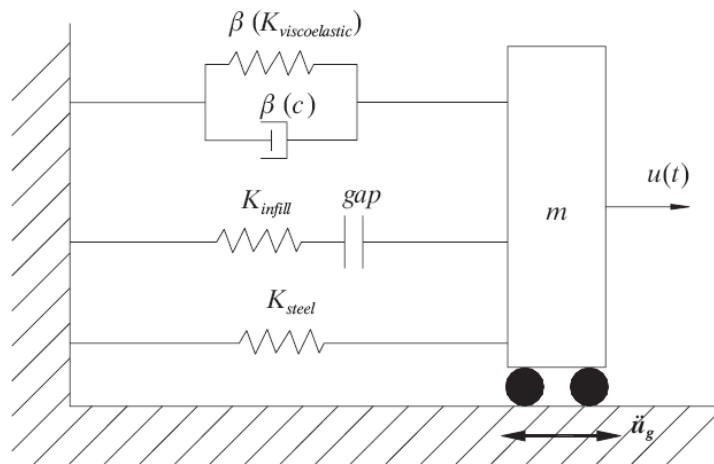 β (K_viscoelastic)
β (c)
K_infill gap
K_steel
m
u(t)
ü_g